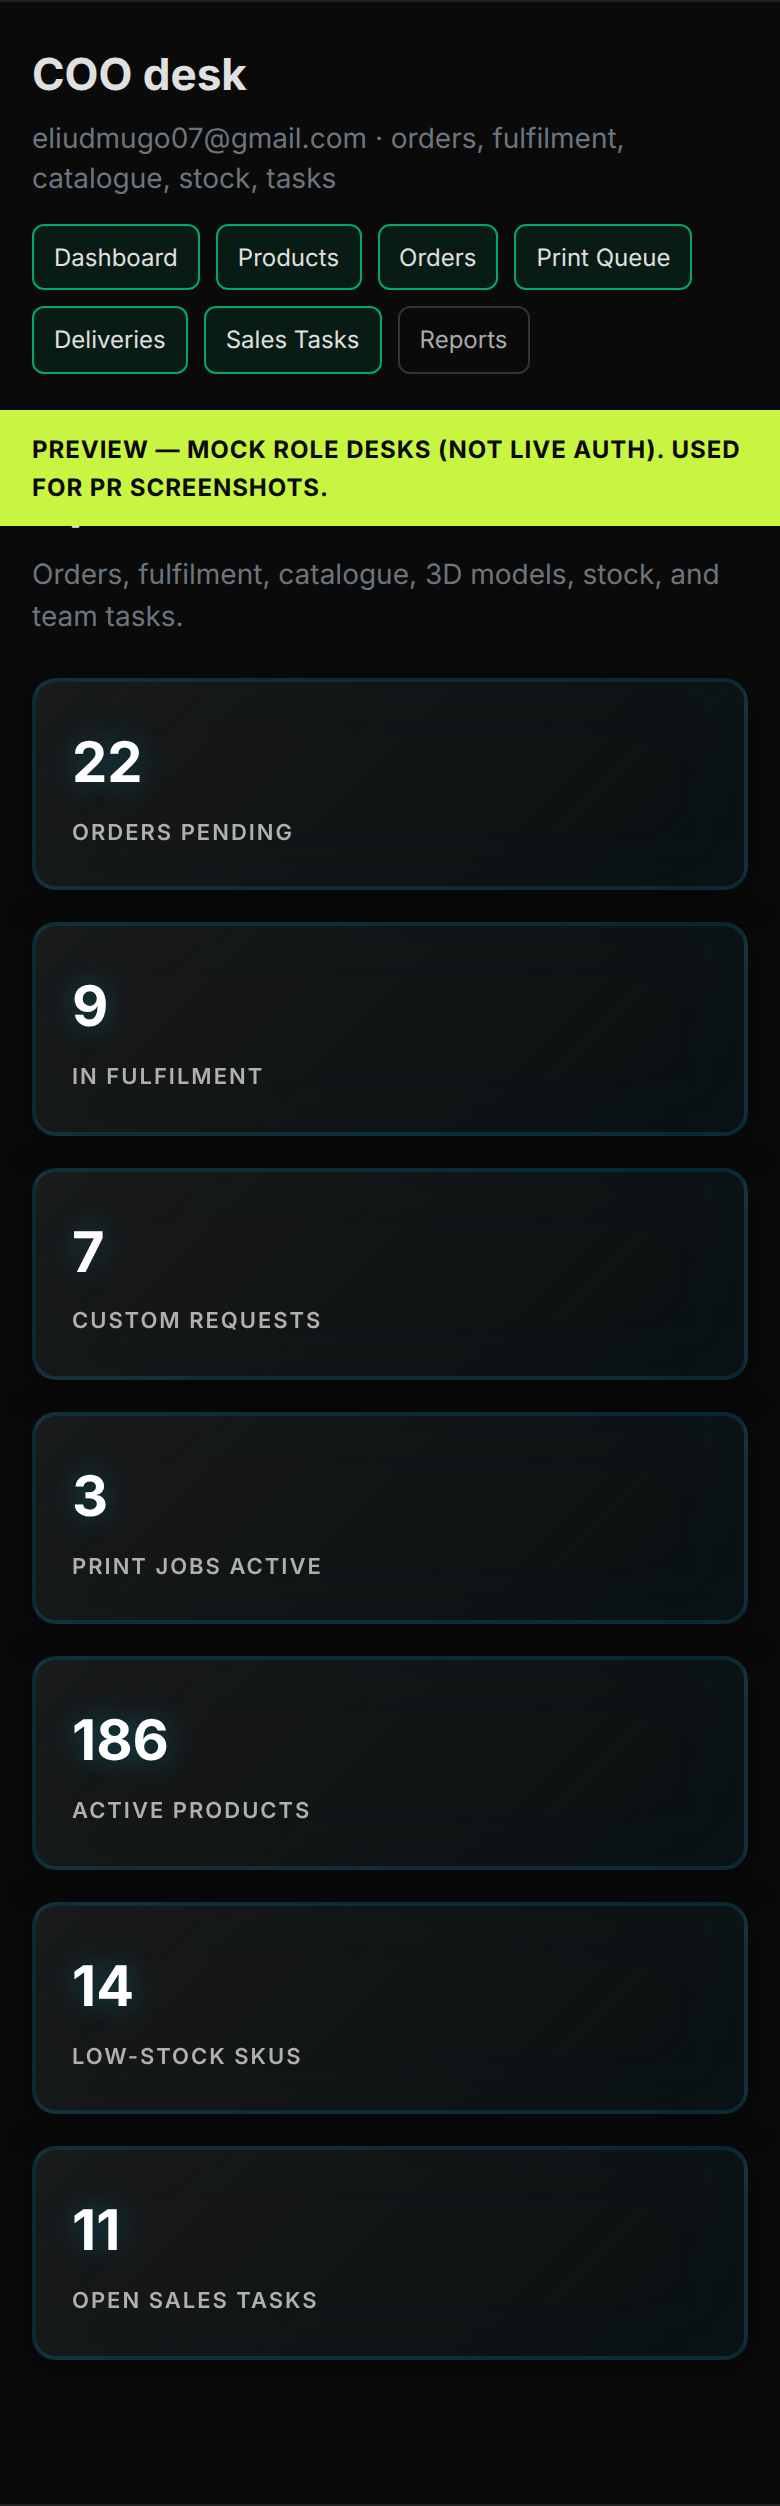 COO desk
eliudmugo07@gmail.com · orders, fulfilment,
catalogue, stock, tasks
Dashboard
Products
Orders
Print Queue
Deliveries
Sales Tasks
Reports
PREVIEW — MOCK ROLE DESKS (NOT LIVE AUTH). USED
FOR PR SCREENSHOTS.
Orders, fulfilment, catalogue, 3D models, stock, and
team tasks.
22
ORDERS PENDING
9
IN FULFILMENT
7
CUSTOM REQUESTS
3
PRINT JOBS ACTIVE
186
ACTIVE PRODUCTS
14
LOW-STOCK SKUS
11
OPEN SALES TASKS